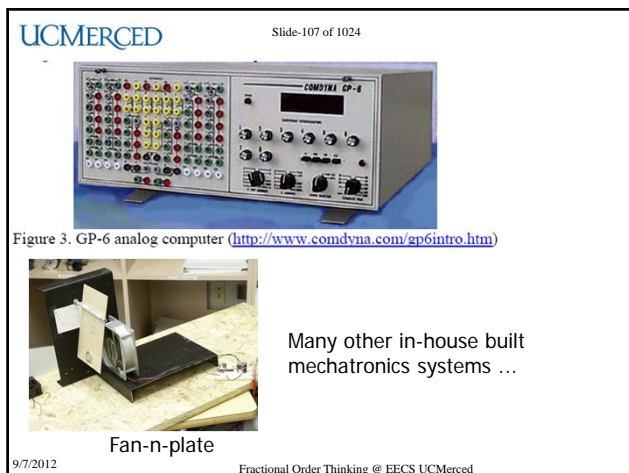 UCMERCED
Slide-107 of 1024
COMDYNA GP-6
Figure 3. GP-6 analog computer (http://www.comdyna.com/gp6intro.htm)
Many other in-house built
mechatronics systems …
Fan-n-plate
9/7/2012
Fractional Order Thinking @ EECS UCMerced